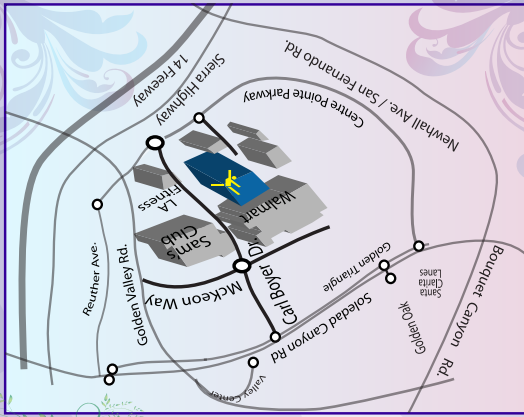 14 Freeway
Sierra Highway
Newhall Ave. / San Fernando Rd.
Centre Pointe Parkway
LA
Fitness
Walmart
Sam's
Club
Reuther Ave.
Golden Valley Rd.
McKeon Way
Carl Boyer Dr.
Golden Triangle
Soledad Canyon Rd
Santa
Clarita
Lanes
Golden Oak
Bouquet Canyon Rd.
Valley Center